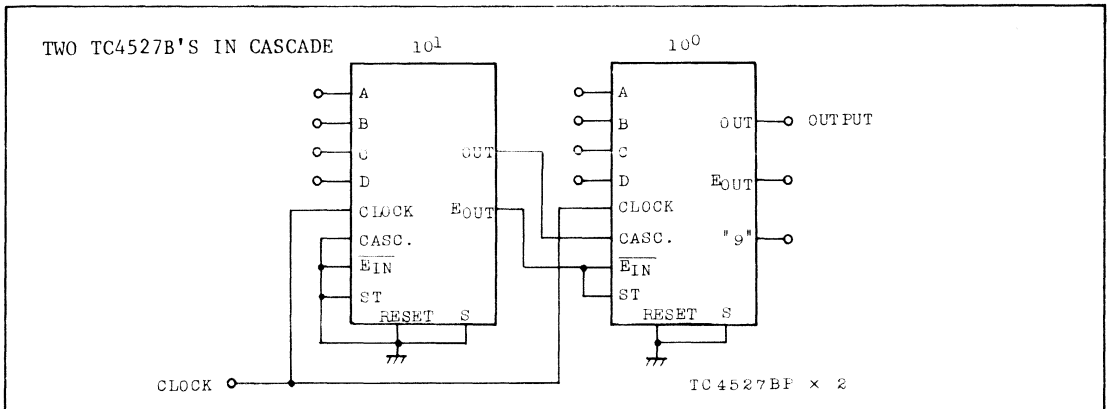 TWO TC4527B'S IN CASCADE
10¹
10⁰
A
B
C
D
CLOCK
CASC.
E̅I̅N̅
ST
RESET S
OUT
EOUT
A
B
C
D
CLOCK
CASC.
E̅I̅N̅
ST
RESET S
OUT
EOUT
"9"
OUTPUT
CLOCK
TC4527BP × 2